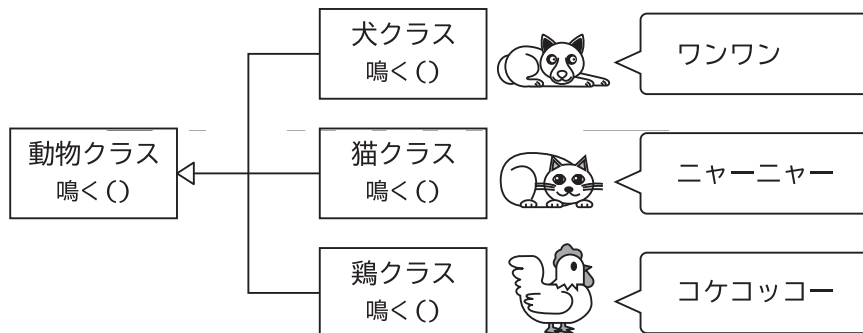 犬クラス
鳴く()
ワンワン
動物クラス
鳴く()
猫クラス
鳴く()
ニャーニャー
鶏クラス
鳴く()
コケコッコー